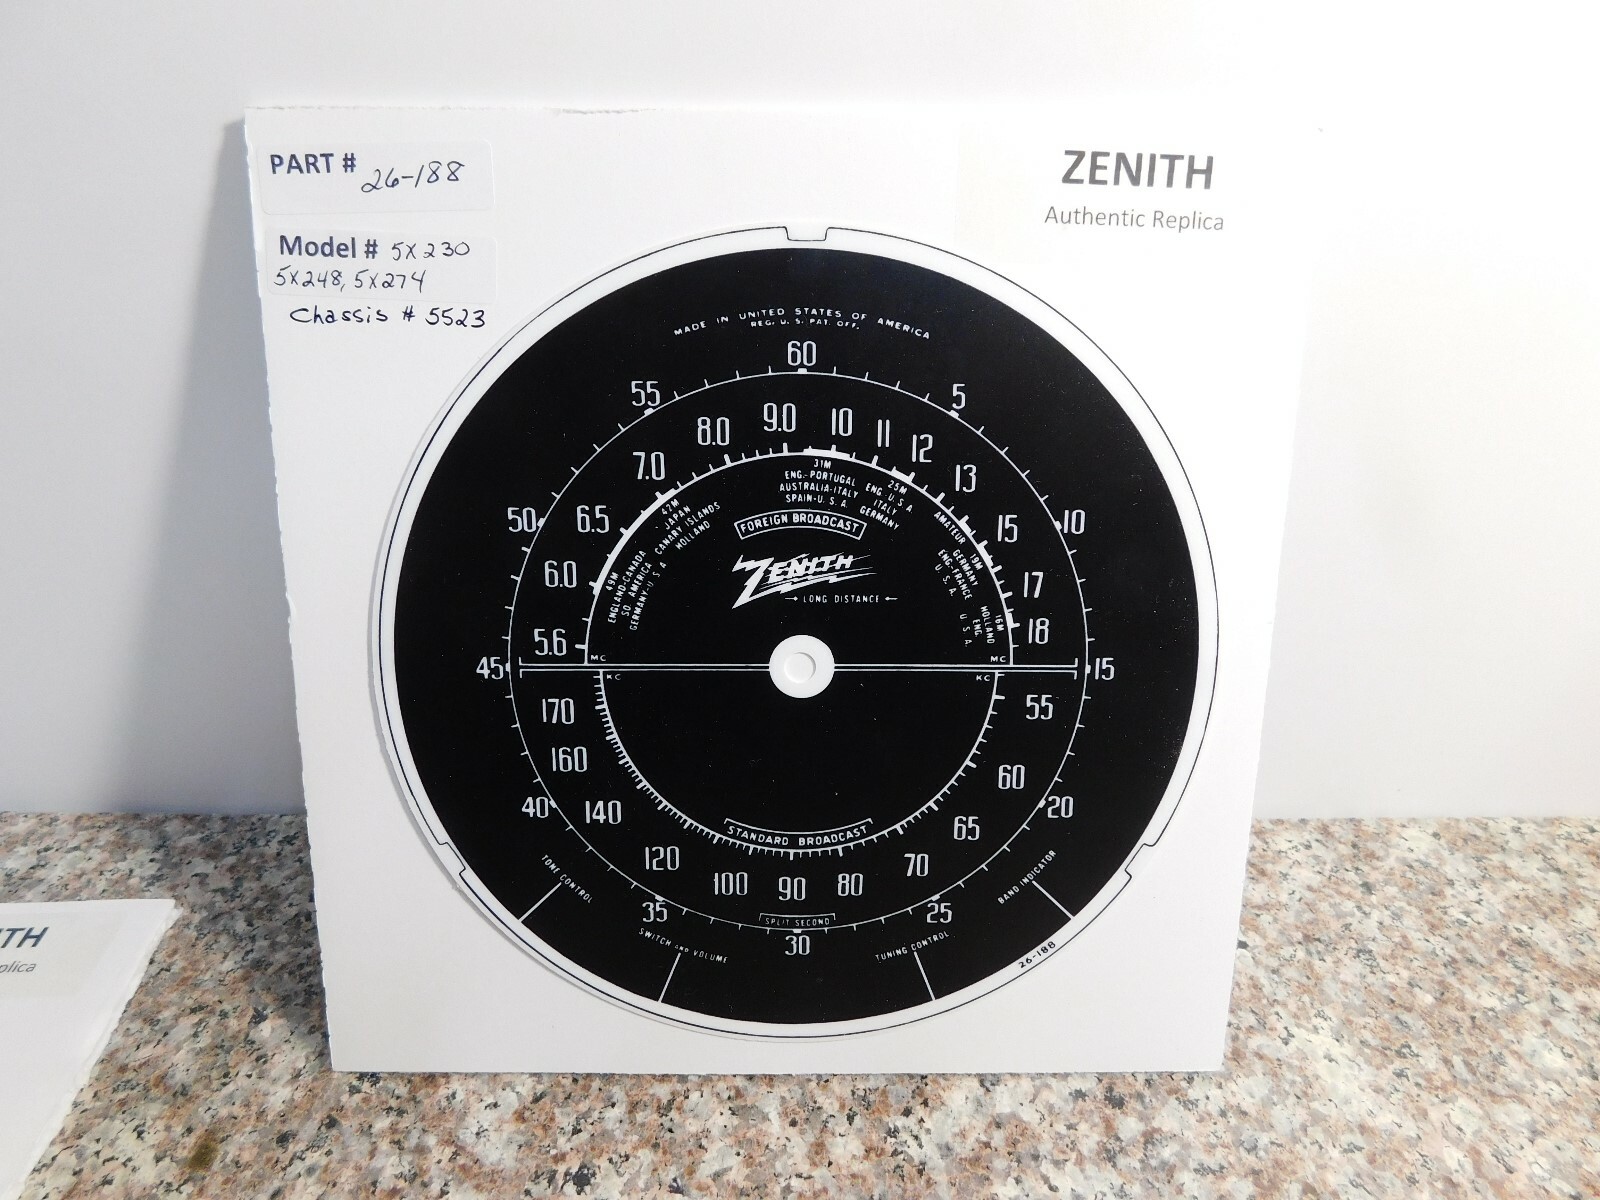 PART # 26-188
Model # 5X230
5X248, 5X274
Chassis # 5523
ZENITH
Authentic Replica
MADE IN UNITED STATES OF AMERICA
REG. U. S. PAT. OFF.
60
55
5
50
10
45
15
40
20
35
25
30
5.6
6.0
6.5
7.0
8.0
9.0
10
11
12
13
15
17
18
49M
ENGLAND-CANADA
SO AMERICA
GERMANY-U.S.A
42M
JAPAN
CANARY ISLANDS
HOLLAND
31M
ENG.-PORTUGAL
AUSTRALIA-ITALY
SPAIN-U.S.A.
25M
ENG.U.S.A.
ITALY
GERMANY
AMATEUR
19M
GERMANY
ENG-FRANCE
U.S.A.
16M
HOLLAND
ENG.
U.S.A.
FOREIGN BROADCAST
ZENITH
LONG DISTANCE
MC
MC
KC
KC
170
160
140
120
100
90
80
70
65
60
55
STANDARD BROADCAST
SPLIT SECOND
TONE CONTROL
SWITCH AND VOLUME
TUNING CONTROL
BAND INDICATOR
26-188
ITH
plica